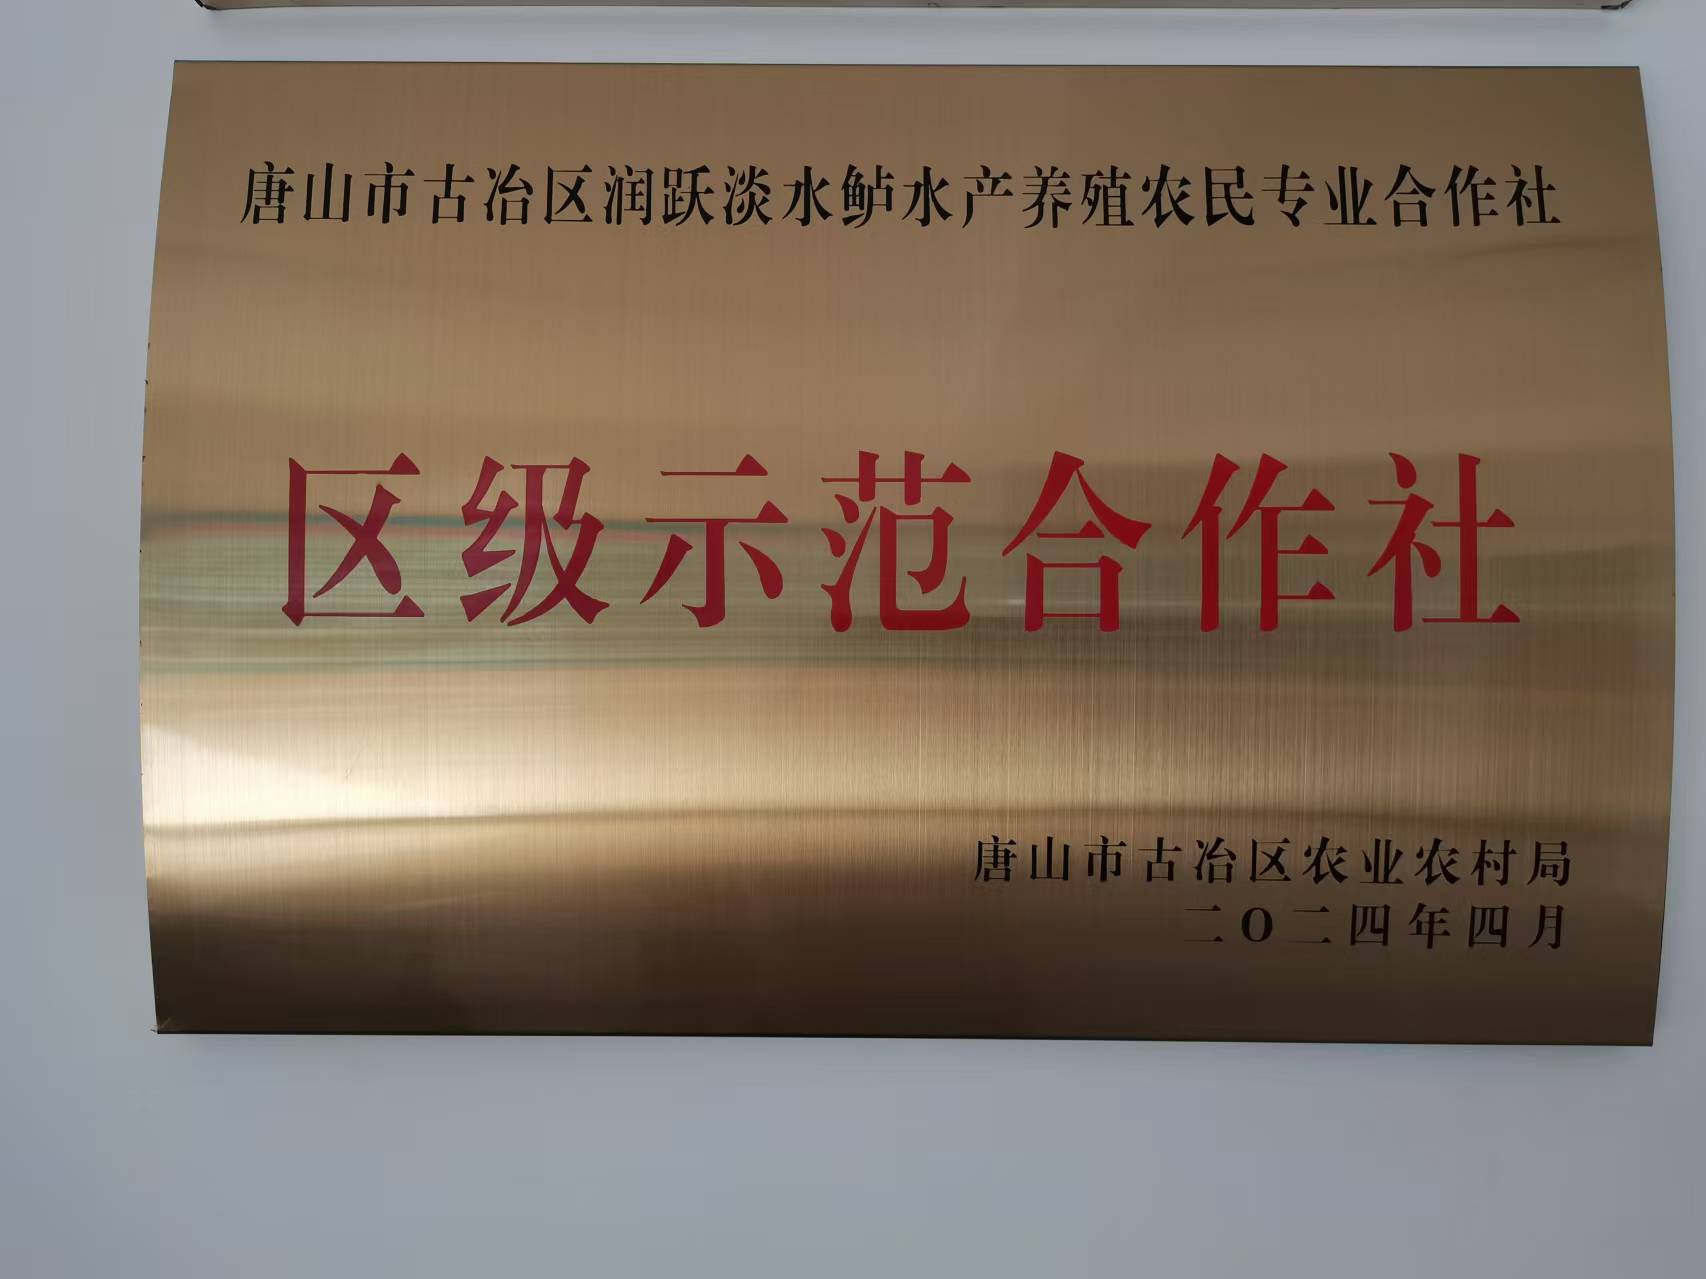 唐山市古冶区润跃淡水鲈水产养殖农民专业合作社
区级示范合作社
唐山市古冶区农业农村局
二〇二四年四月